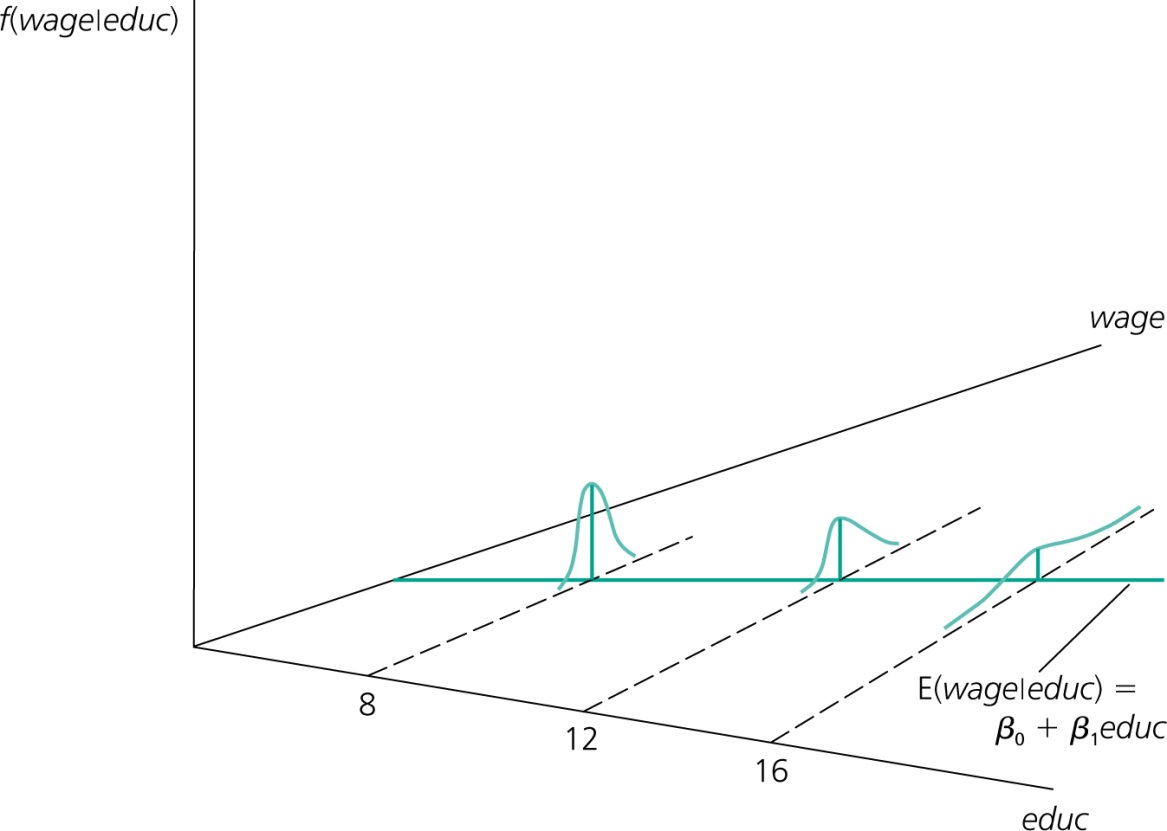 f(wage|educ)
wage
8
12
16
E(wage|educ) =
β₀ + β₁educ
educ